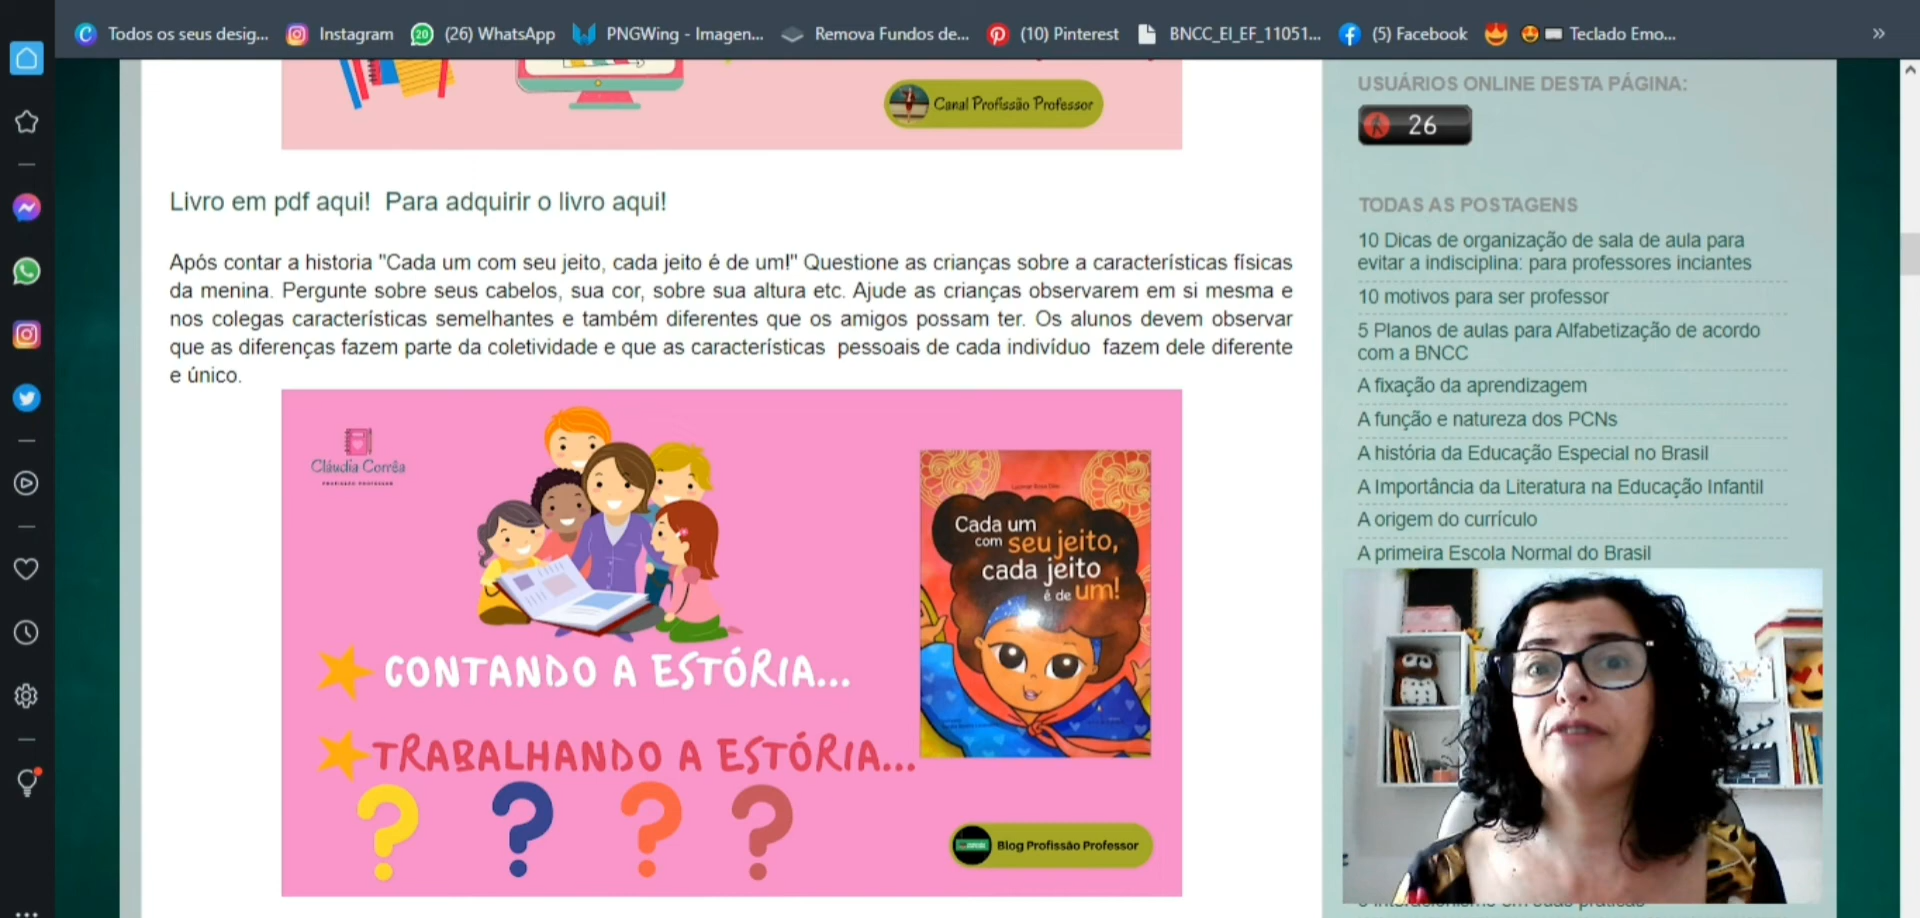 Todos os seus desig...
Instagram
20
(26) WhatsApp
PNGWing - Imagen...
Remova Fundos de...
(10) Pinterest
BNCC_EI_EF_11051...
(5) Facebook
Teclado Emo...
»
Canal Profissão Professor
Livro em pdf aqui!  Para adquirir o livro aqui!
Após contar a historia "Cada um com seu jeito, cada jeito é de um!" Questione as crianças sobre a características físicas
da menina. Pergunte sobre seus cabelos, sua cor, sobre sua altura etc. Ajude as crianças observarem em si mesma e
nos colegas características semelhantes e também diferentes que os amigos possam ter. Os alunos devem observar
que as diferenças fazem parte da coletividade e que as características  pessoais de cada indivíduo  fazem dele diferente
e único.
Cláudia Corrêa
PROFISSÃO PROFESSOR
Cada um
com seu jeito,
cada jeito
é de um!
CONTANDO A ESTÓRIA...
TRABALHANDO A ESTÓRIA...
? ? ? ?
Blog Profissão Professor
USUÁRIOS ONLINE DESTA PÁGINA:
26
TODAS AS POSTAGENS
10 Dicas de organização de sala de aula para
evitar a indisciplina: para professores inciantes
10 motivos para ser professor
5 Planos de aulas para Alfabetização de acordo
com a BNCC
A fixação da aprendizagem
A função e natureza dos PCNs
A história da Educação Especial no Brasil
A Importância da Literatura na Educação Infantil
A origem do currículo
A primeira Escola Normal do Brasil